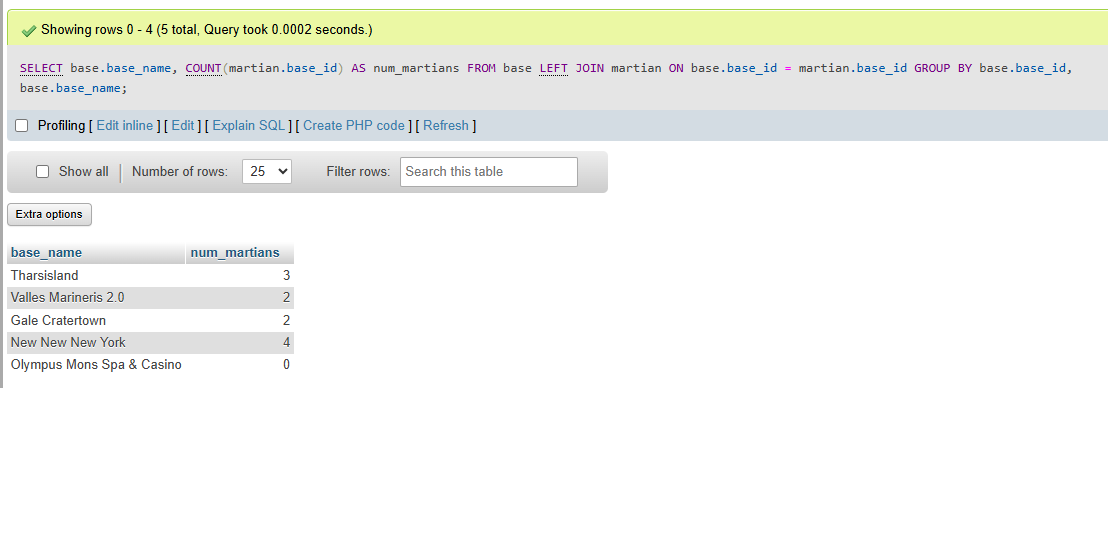 Showing rows 0 - 4 (5 total, Query took 0.0002 seconds.)
SELECT base.base_name, COUNT(martian.base_id) AS num_martians FROM base LEFT JOIN martian ON base.base_id = martian.base_id GROUP BY base.base_id,
base.base_name;
Profiling [ Edit inline ] [ Edit ] [ Explain SQL ] [ Create PHP code ] [ Refresh ]
Show all Number of rows: 25 Filter rows: Search this table
Extra options
base_name num_martians
Tharsisland 3
Valles Marineris 2.0 2
Gale Cratertown 2
New New New York 4
Olympus Mons Spa & Casino 0